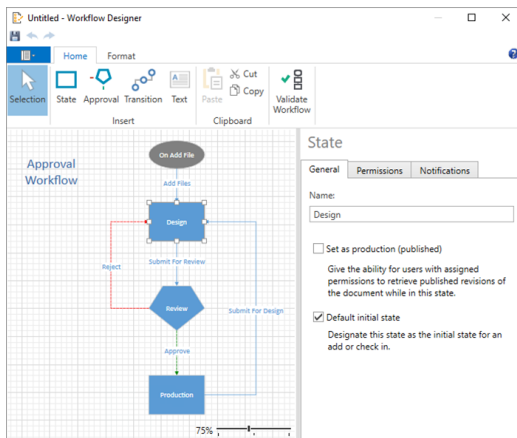 Untitled - Workflow Designer
Home Format
Selection State Approval Transition Text
Paste Cut
Copy
Validate
Workflow
Insert Clipboard
Approval
Workflow
On Add File
Add Files
Design
Submit For Review
Reject
Review
Submit For Design
Approve
Production
75%
State
General Permissions Notifications
Name:
Design
Set as production (published)
Give the ability for users with assigned
permissions to retrieve published revisions of
the document while in this state.
Default initial state
Designate this state as the initial state for an
add or check in.